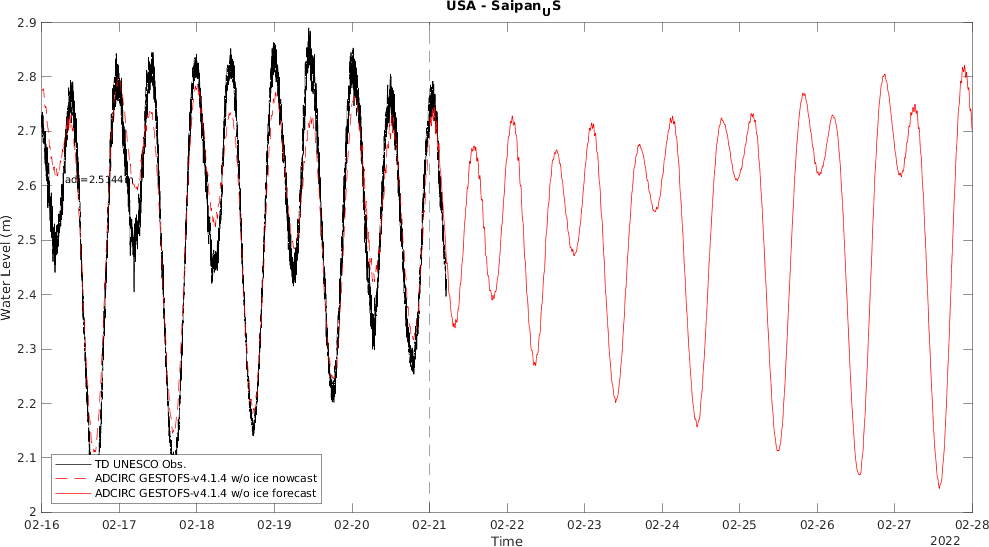 USA - Saipan_US
2.9
2.8
2.7
2.6
2.5
2.4
2.3
2.2
2.1
2
Water Level (m)
TD UNESCO Obs.
ADCIRC GESTOFS-v4.1.4 w/o ice nowcast
ADCIRC GESTOFS-v4.1.4 w/o ice forecast
02-16 02-17 02-18 02-19 02-20 02-21 02-22 02-23 02-24 02-25 02-26 02-27 02-28
Time
2022